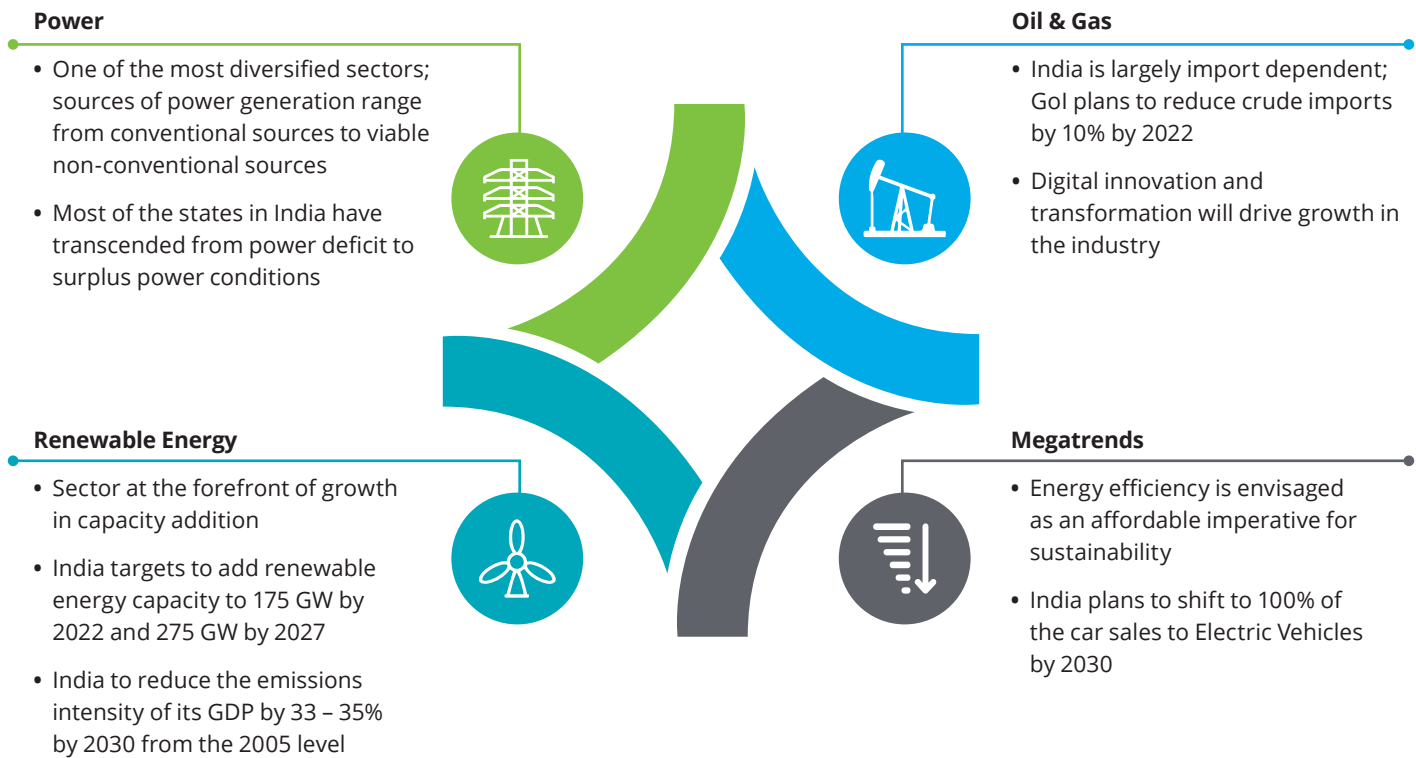 Power
• One of the most diversified sectors;
sources of power generation range
from conventional sources to viable
non-conventional sources
• Most of the states in India have
transcended from power deficit to
surplus power conditions
Oil & Gas
• India is largely import dependent;
GoI plans to reduce crude imports
by 10% by 2022
• Digital innovation and
transformation will drive growth in
the industry
Renewable Energy
• Sector at the forefront of growth
in capacity addition
• India targets to add renewable
energy capacity to 175 GW by
2022 and 275 GW by 2027
• India to reduce the emissions
intensity of its GDP by 33 – 35%
by 2030 from the 2005 level
Megatrends
• Energy efficiency is envisaged
as an affordable imperative for
sustainability
• India plans to shift to 100% of
the car sales to Electric Vehicles
by 2030